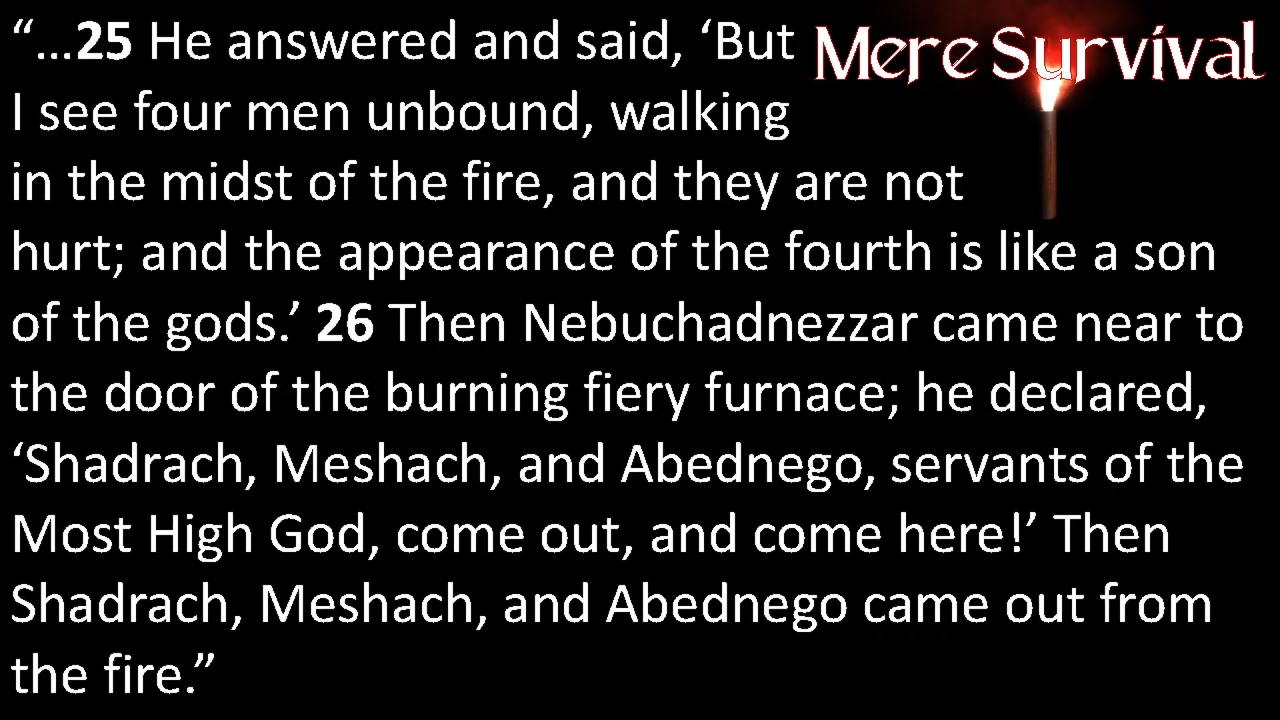 “…25 He answered and said, ‘But
Mere Survival
I see four men unbound, walking
in the midst of the fire, and they are not
hurt; and the appearance of the fourth is like a son
of the gods.’ 26 Then Nebuchadnezzar came near to
the door of the burning fiery furnace; he declared,
‘Shadrach, Meshach, and Abednego, servants of the
Most High God, come out, and come here!’ Then
Shadrach, Meshach, and Abednego came out from
the fire.”